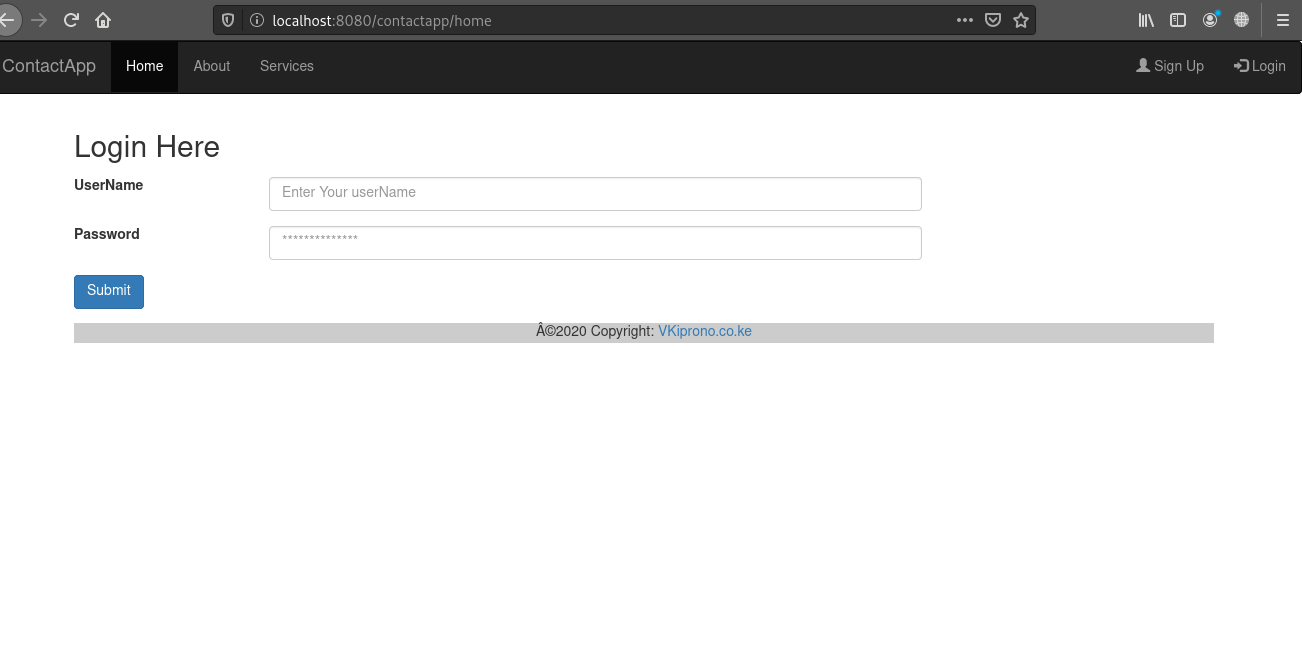 localhost:8080/contactapp/home
ContactApp Home About Services Sign Up Login
Login Here
UserName Enter Your userName
Password **************
Submit
Â©2020 Copyright: VKiprono.co.ke